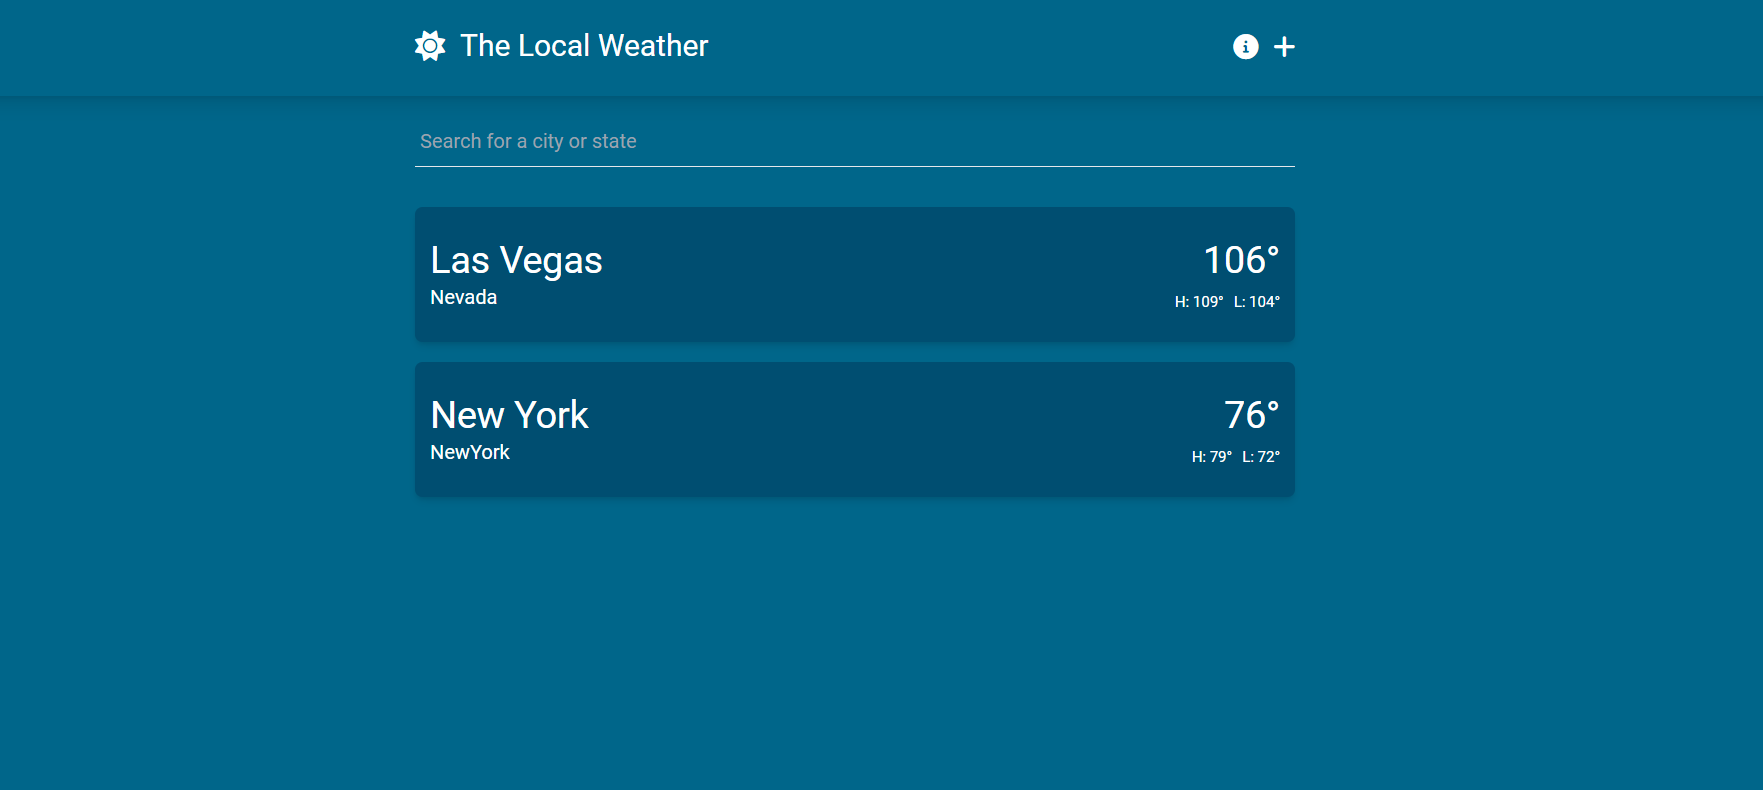 The Local Weather
Search for a city or state
Las Vegas
106°
Nevada
H: 109° L: 104°
New York
76°
NewYork
H: 79° L: 72°